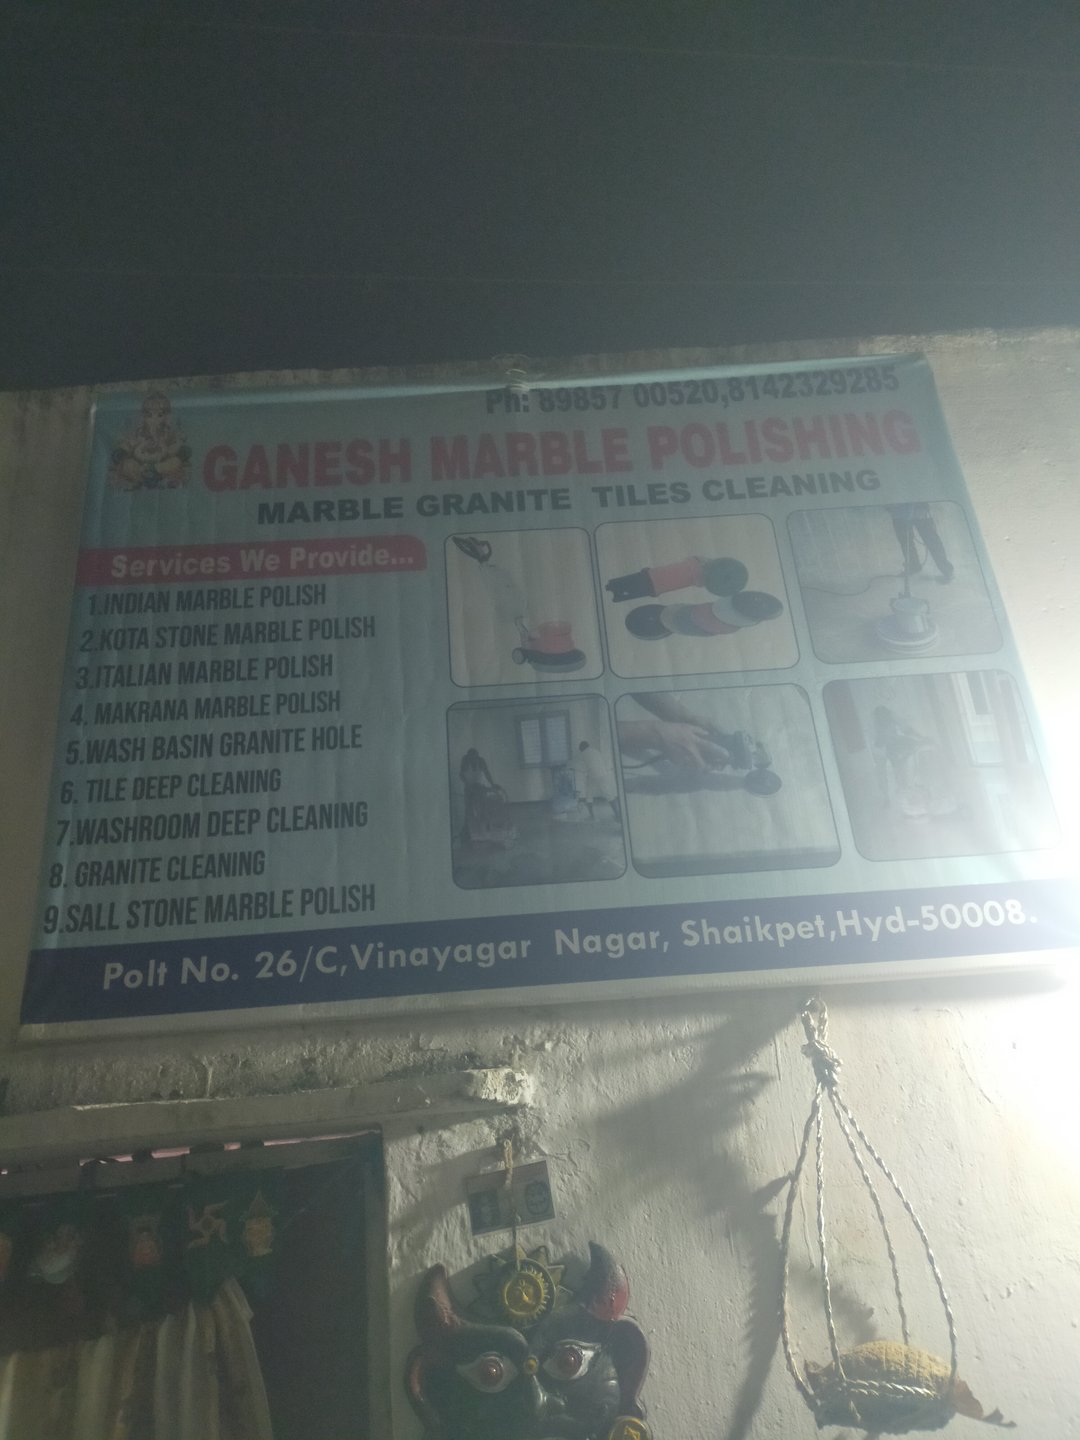 Ph: 89857 00520,8142329285
GANESH MARBLE POLISHING
MARBLE GRANITE TILES CLEANING
Services We Provide...
1.INDIAN MARBLE POLISH
2.KOTA STONE MARBLE POLISH
3.ITALIAN MARBLE POLISH
4. MAKRANA MARBLE POLISH
5.WASH BASIN GRANITE HOLE
6. TILE DEEP CLEANING
7.WASHROOM DEEP CLEANING
8. GRANITE CLEANING
9.SALL STONE MARBLE POLISH
Polt No. 26/C,Vinayagar Nagar, Shaikpet,Hyd-50008.